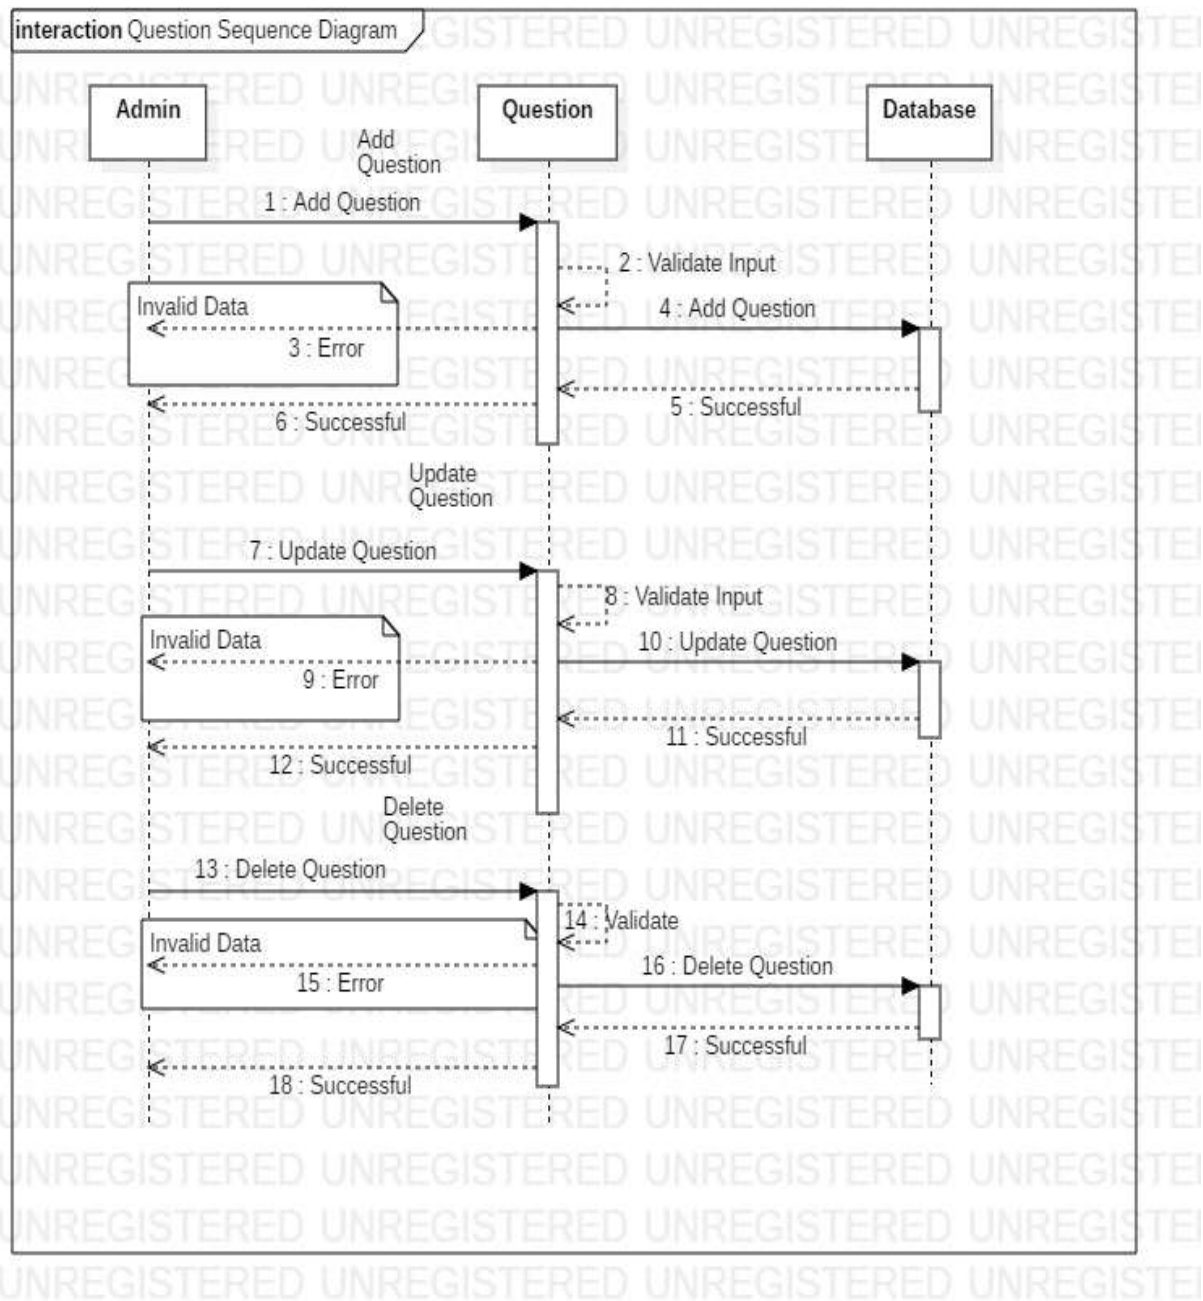 interaction Question Sequence Diagram
Admin
Question
Database
Add
Question
1 : Add Question
2 : Validate Input
Invalid Data
4 : Add Question
3 : Error
5 : Successful
6 : Successful
Update
Question
7 : Update Question
8 : Validate Input
Invalid Data
10 : Update Question
9 : Error
11 : Successful
12 : Successful
Delete
Question
13 : Delete Question
14 : Validate
Invalid Data
16 : Delete Question
15 : Error
17 : Successful
18 : Successful
UNREGISTERED